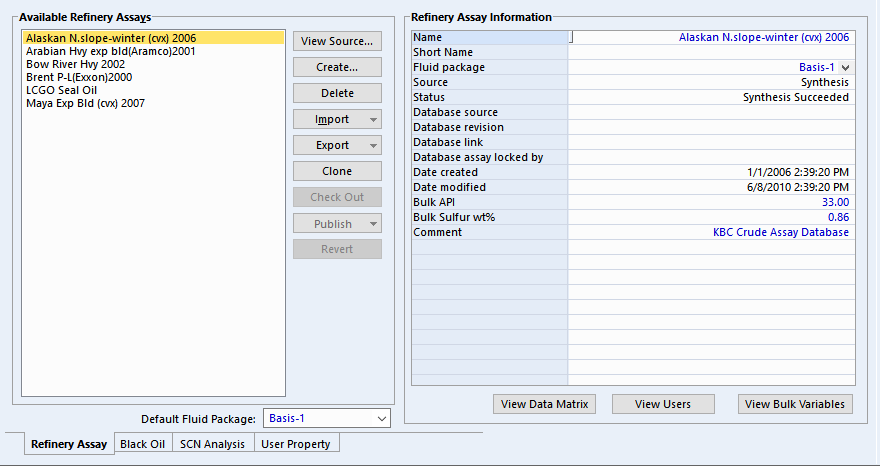 Available Refinery Assays
Alaskan N.slope-winter (cvx) 2006
Arabian Hvy exp bld(Aramco)2001
Bow River Hvy 2002
Brent P-L(Exxon)2000
LCGO Seal Oil
Maya Exp Bld (cvx) 2007
View Source...
Create...
Delete
Import
Export
Clone
Check Out
Publish
Revert
Default Fluid Package: Basis-1
Refinery Assay Information
Name Alaskan N.slope-winter (cvx) 2006
Short Name
Fluid package Basis-1
Source Synthesis
Status Synthesis Succeeded
Database source
Database revision
Database link
Database assay locked by
Date created 1/1/2006 2:39:20 PM
Date modified 6/8/2010 2:39:20 PM
Bulk API 33.00
Bulk Sulfur wt% 0.86
Comment KBC Crude Assay Database
View Data Matrix View Users View Bulk Variables
Refinery Assay Black Oil SCN Analysis User Property